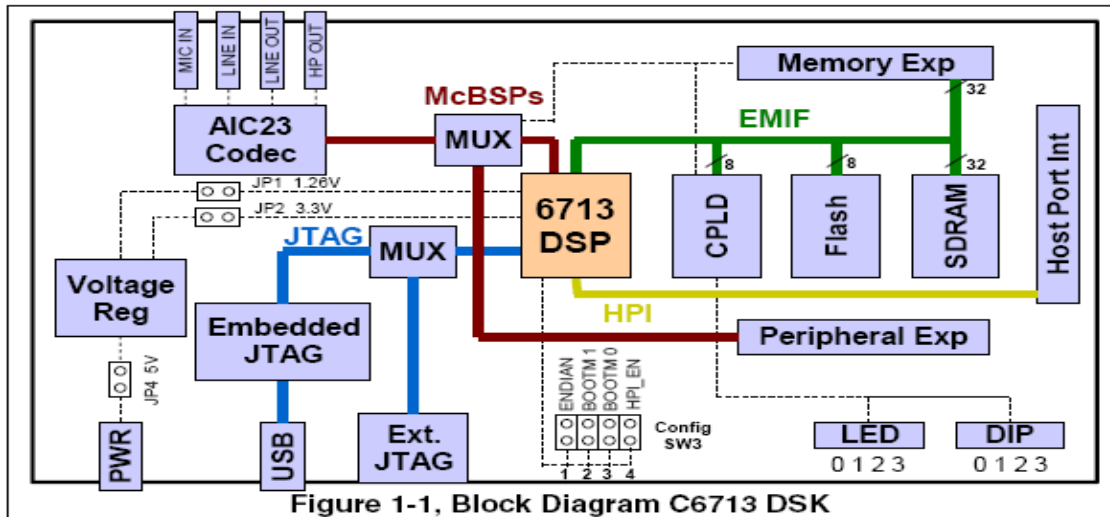 MIC IN
LINE IN
LINE OUT
HP OUT
Memory Exp
32
McBSPs
AIC23
Codec
MUX
EMIF
Host Port Int
8
8
32
JP1 1.26V
6713
DSP
CPLD
Flash
SDRAM
JP2 3.3V
JTAG
MUX
Voltage
Reg
HPI
Embedded
JTAG
Peripheral Exp
JP4 5V
ENDIAN
BOOTM 1
BOOTM 0
HPI_EN
Config
SW3
PWR
USB
Ext.
JTAG
LED
DIP
1 2 3 4
0 1 2 3
0 1 2 3
Figure 1-1, Block Diagram C6713 DSK